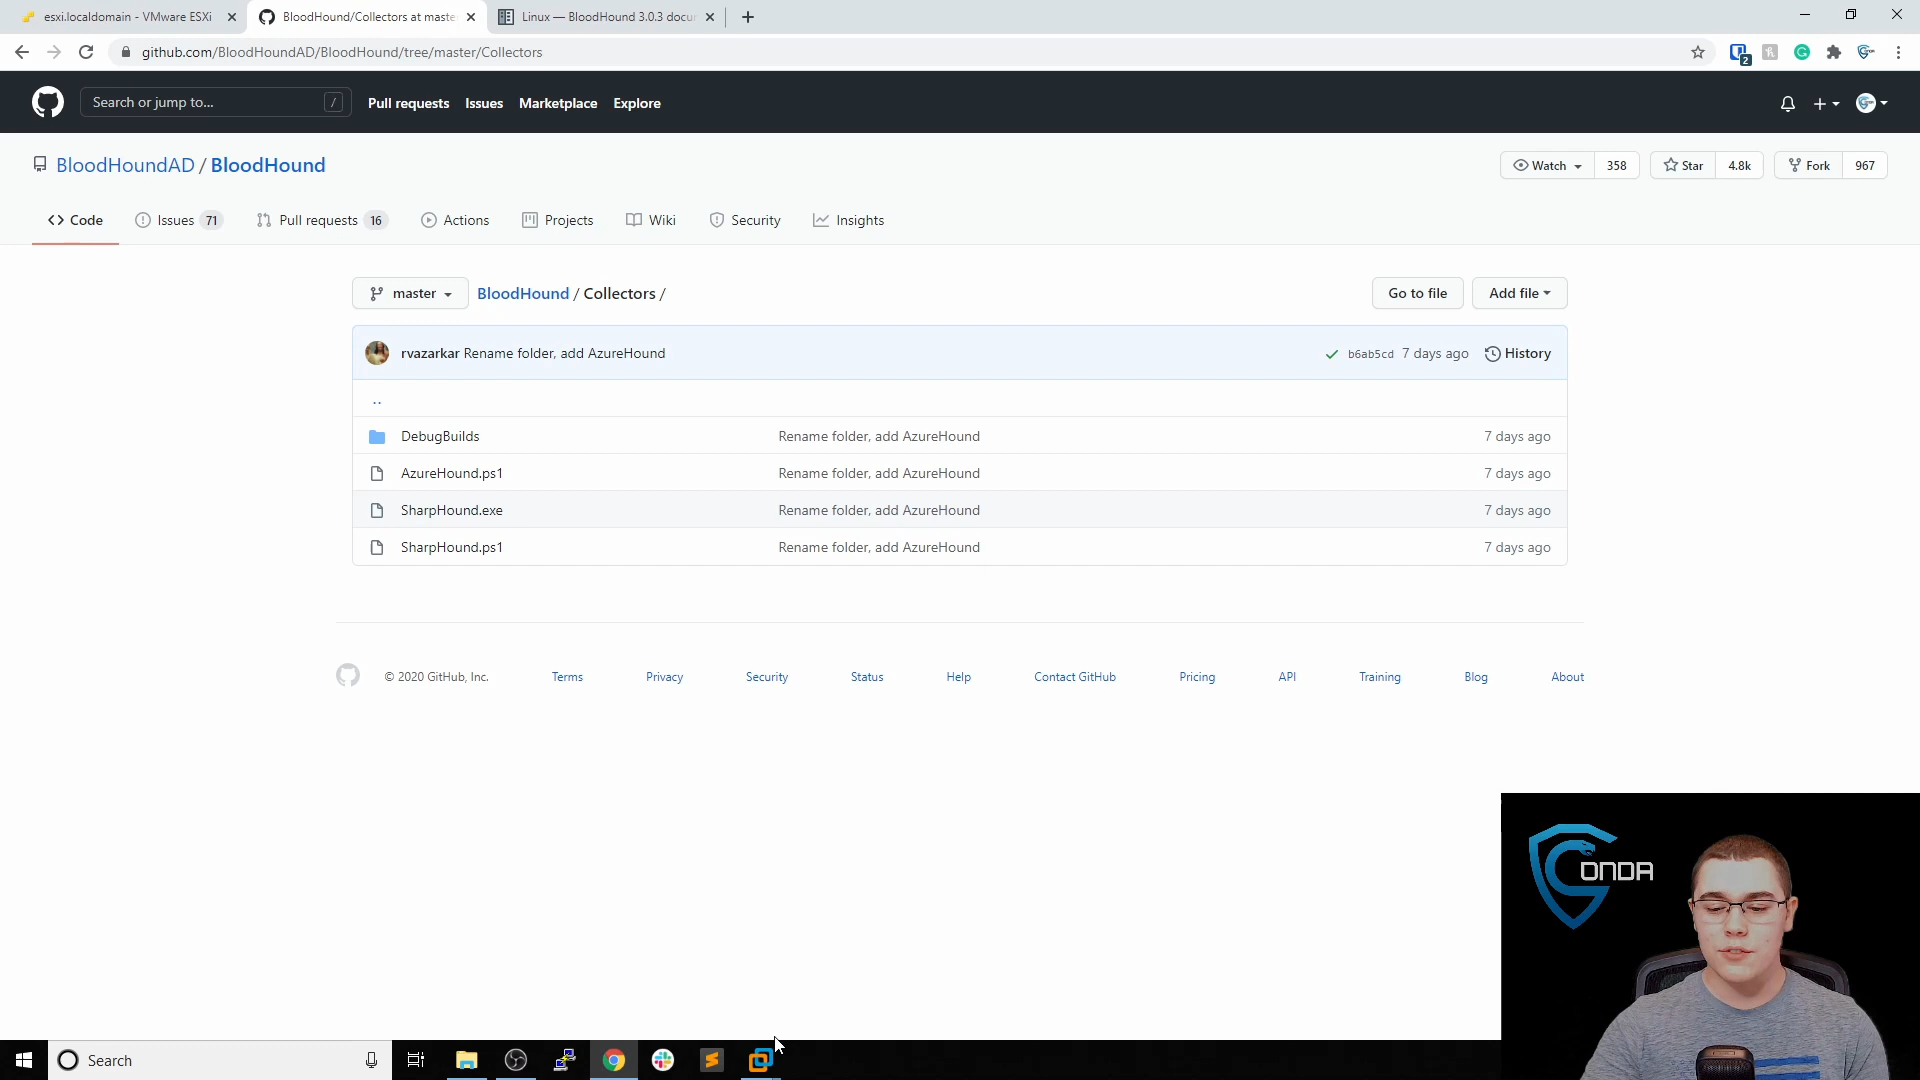 esxi.localdomain - VMware ESXi
BloodHound/Collectors at maste
Linux — BloodHound 3.0.3 docu
github.com/BloodHoundAD/BloodHound/tree/master/Collectors
2
Search or jump to...
/
Pull requests
Issues
Marketplace
Explore
BloodHoundAD / BloodHound
Watch 358
Star 4.8k
Fork 967
Code
Issues 71
Pull requests 16
Actions
Projects
Wiki
Security
Insights
master
BloodHound / Collectors /
Go to file
Add file
rvazarkar Rename folder, add AzureHound
b6ab5cd 7 days ago
History
..
DebugBuilds Rename folder, add AzureHound 7 days ago
AzureHound.ps1 Rename folder, add AzureHound 7 days ago
SharpHound.exe Rename folder, add AzureHound 7 days ago
SharpHound.ps1 Rename folder, add AzureHound 7 days ago
© 2020 GitHub, Inc.
Terms
Privacy
Security
Status
Help
Contact GitHub
Pricing
API
Training
Blog
About
CONDA
Search